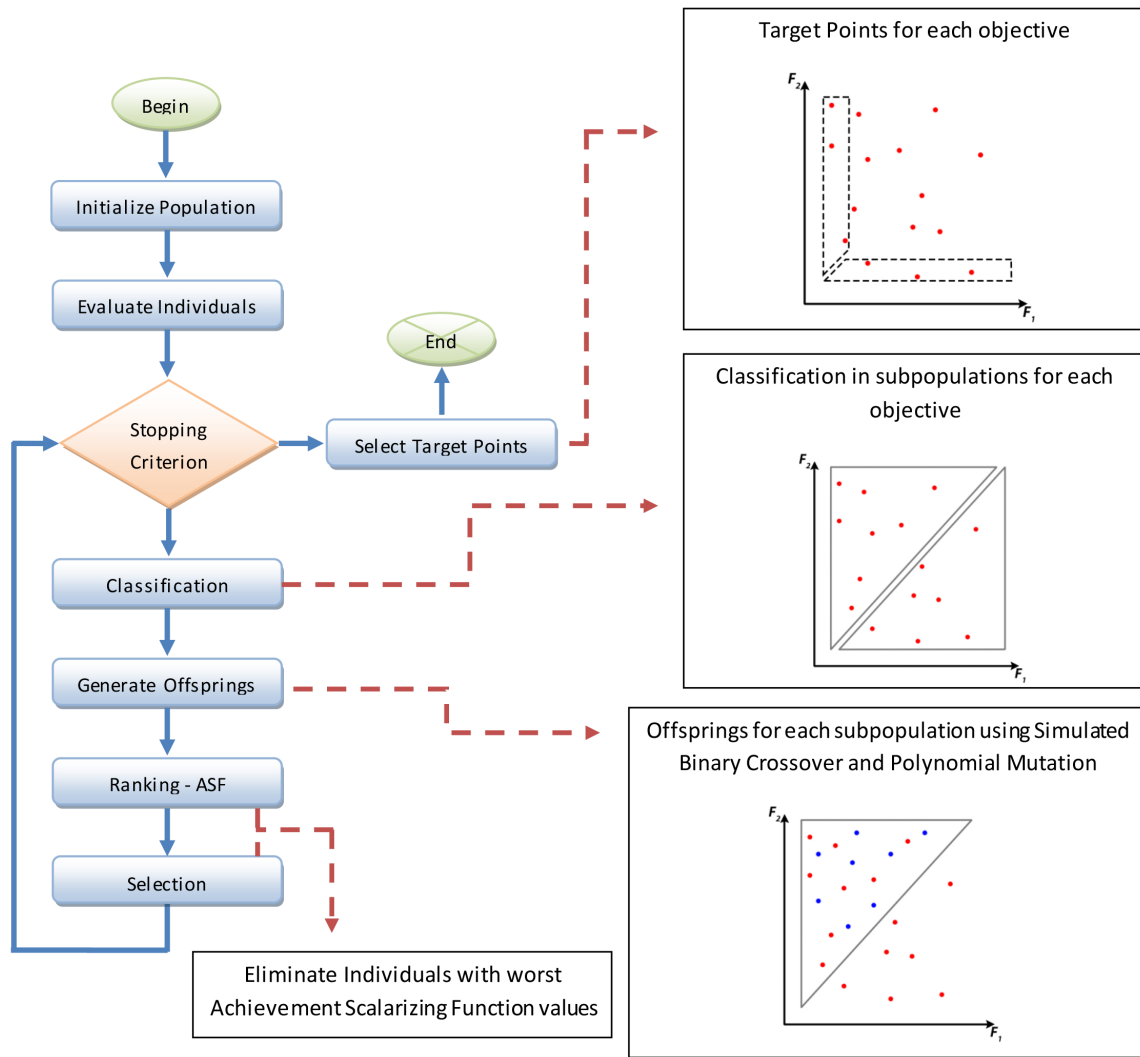 Begin
Initialize Population
Evaluate Individuals
Stopping
Criterion
Select Target Points
End
Classification
Generate Offsprings
Ranking - ASF
Selection
Eliminate Individuals with worst
Achievement Scalarizing Function values
Target Points for each objective
F2
F1
Classification in subpopulations for each
objective
F2
F1
Offsprings for each subpopulation using Simulated
Binary Crossover and Polynomial Mutation
F2
F1